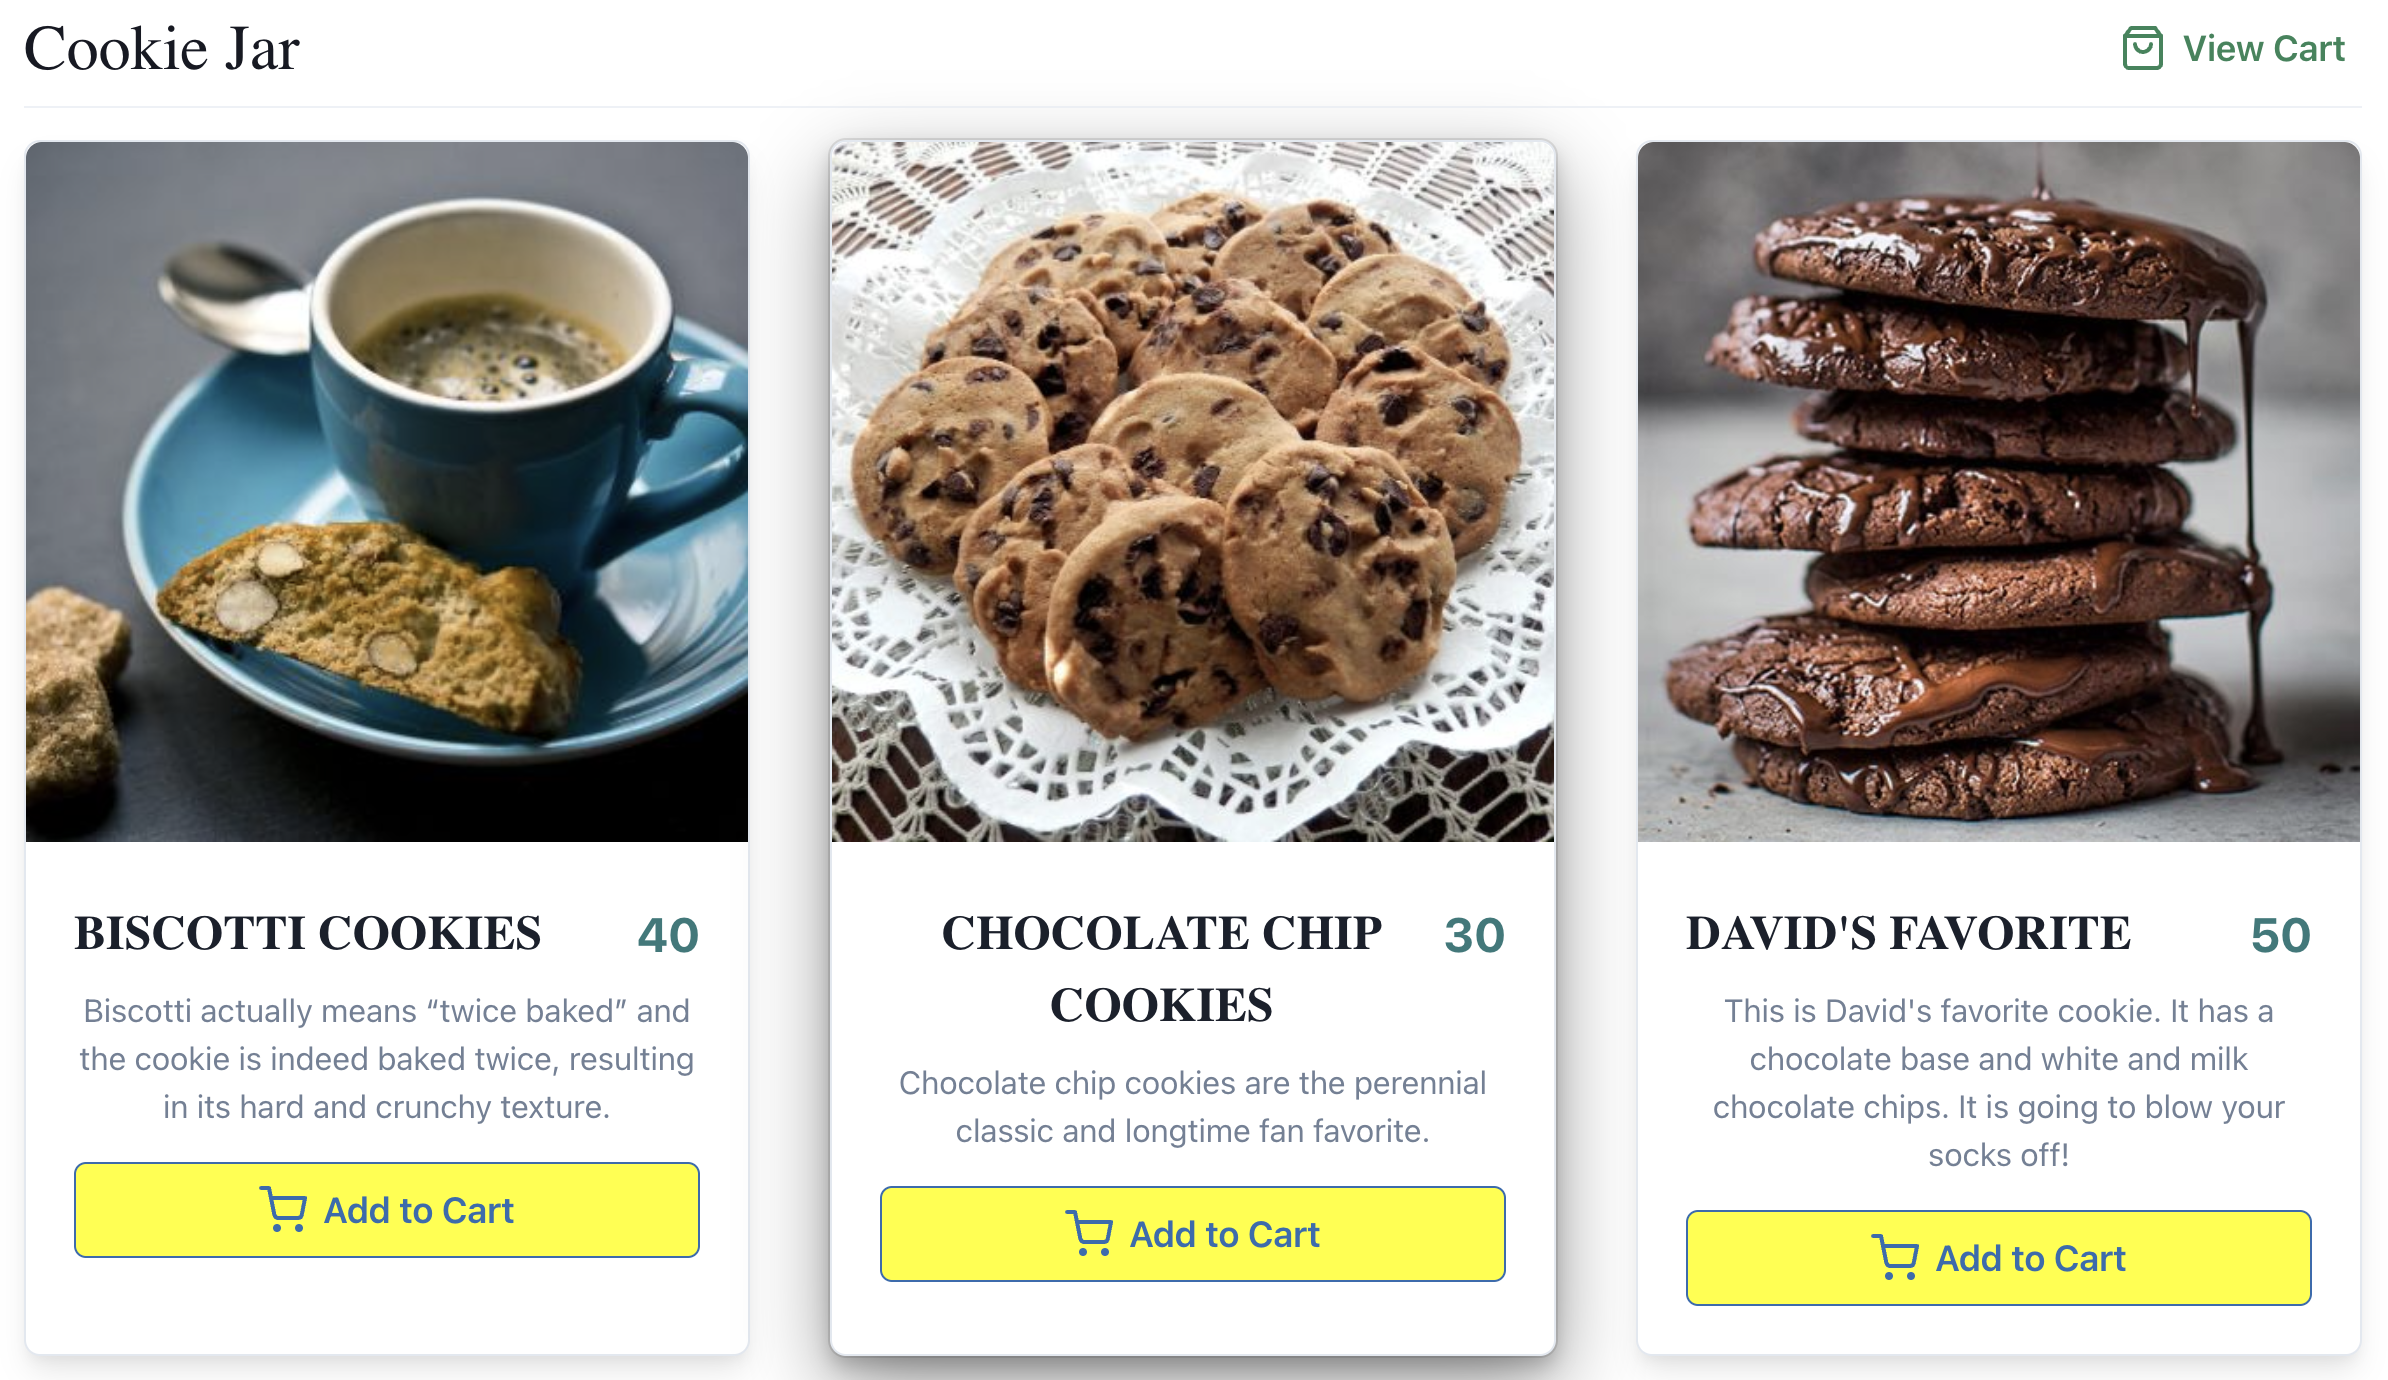 Cookie Jar
View Cart
BISCOTTI COOKIES 40
Biscotti actually means “twice baked” and
the cookie is indeed baked twice, resulting
in its hard and crunchy texture.
Add to Cart
CHOCOLATE CHIP 30
COOKIES
Chocolate chip cookies are the perennial
classic and longtime fan favorite.
Add to Cart
DAVID'S FAVORITE 50
This is David's favorite cookie. It has a
chocolate base and white and milk
chocolate chips. It is going to blow your
socks off!
Add to Cart